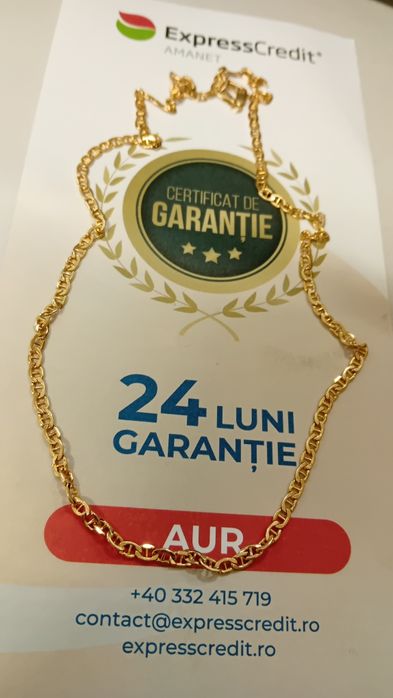 ExpressCredit®
AMANET
CERTIFICAT DE
GARANȚIE
24 LUNI
GARANȚIE
AUR
+40 332 415 719
contact@expresscredit.ro
expresscredit.ro